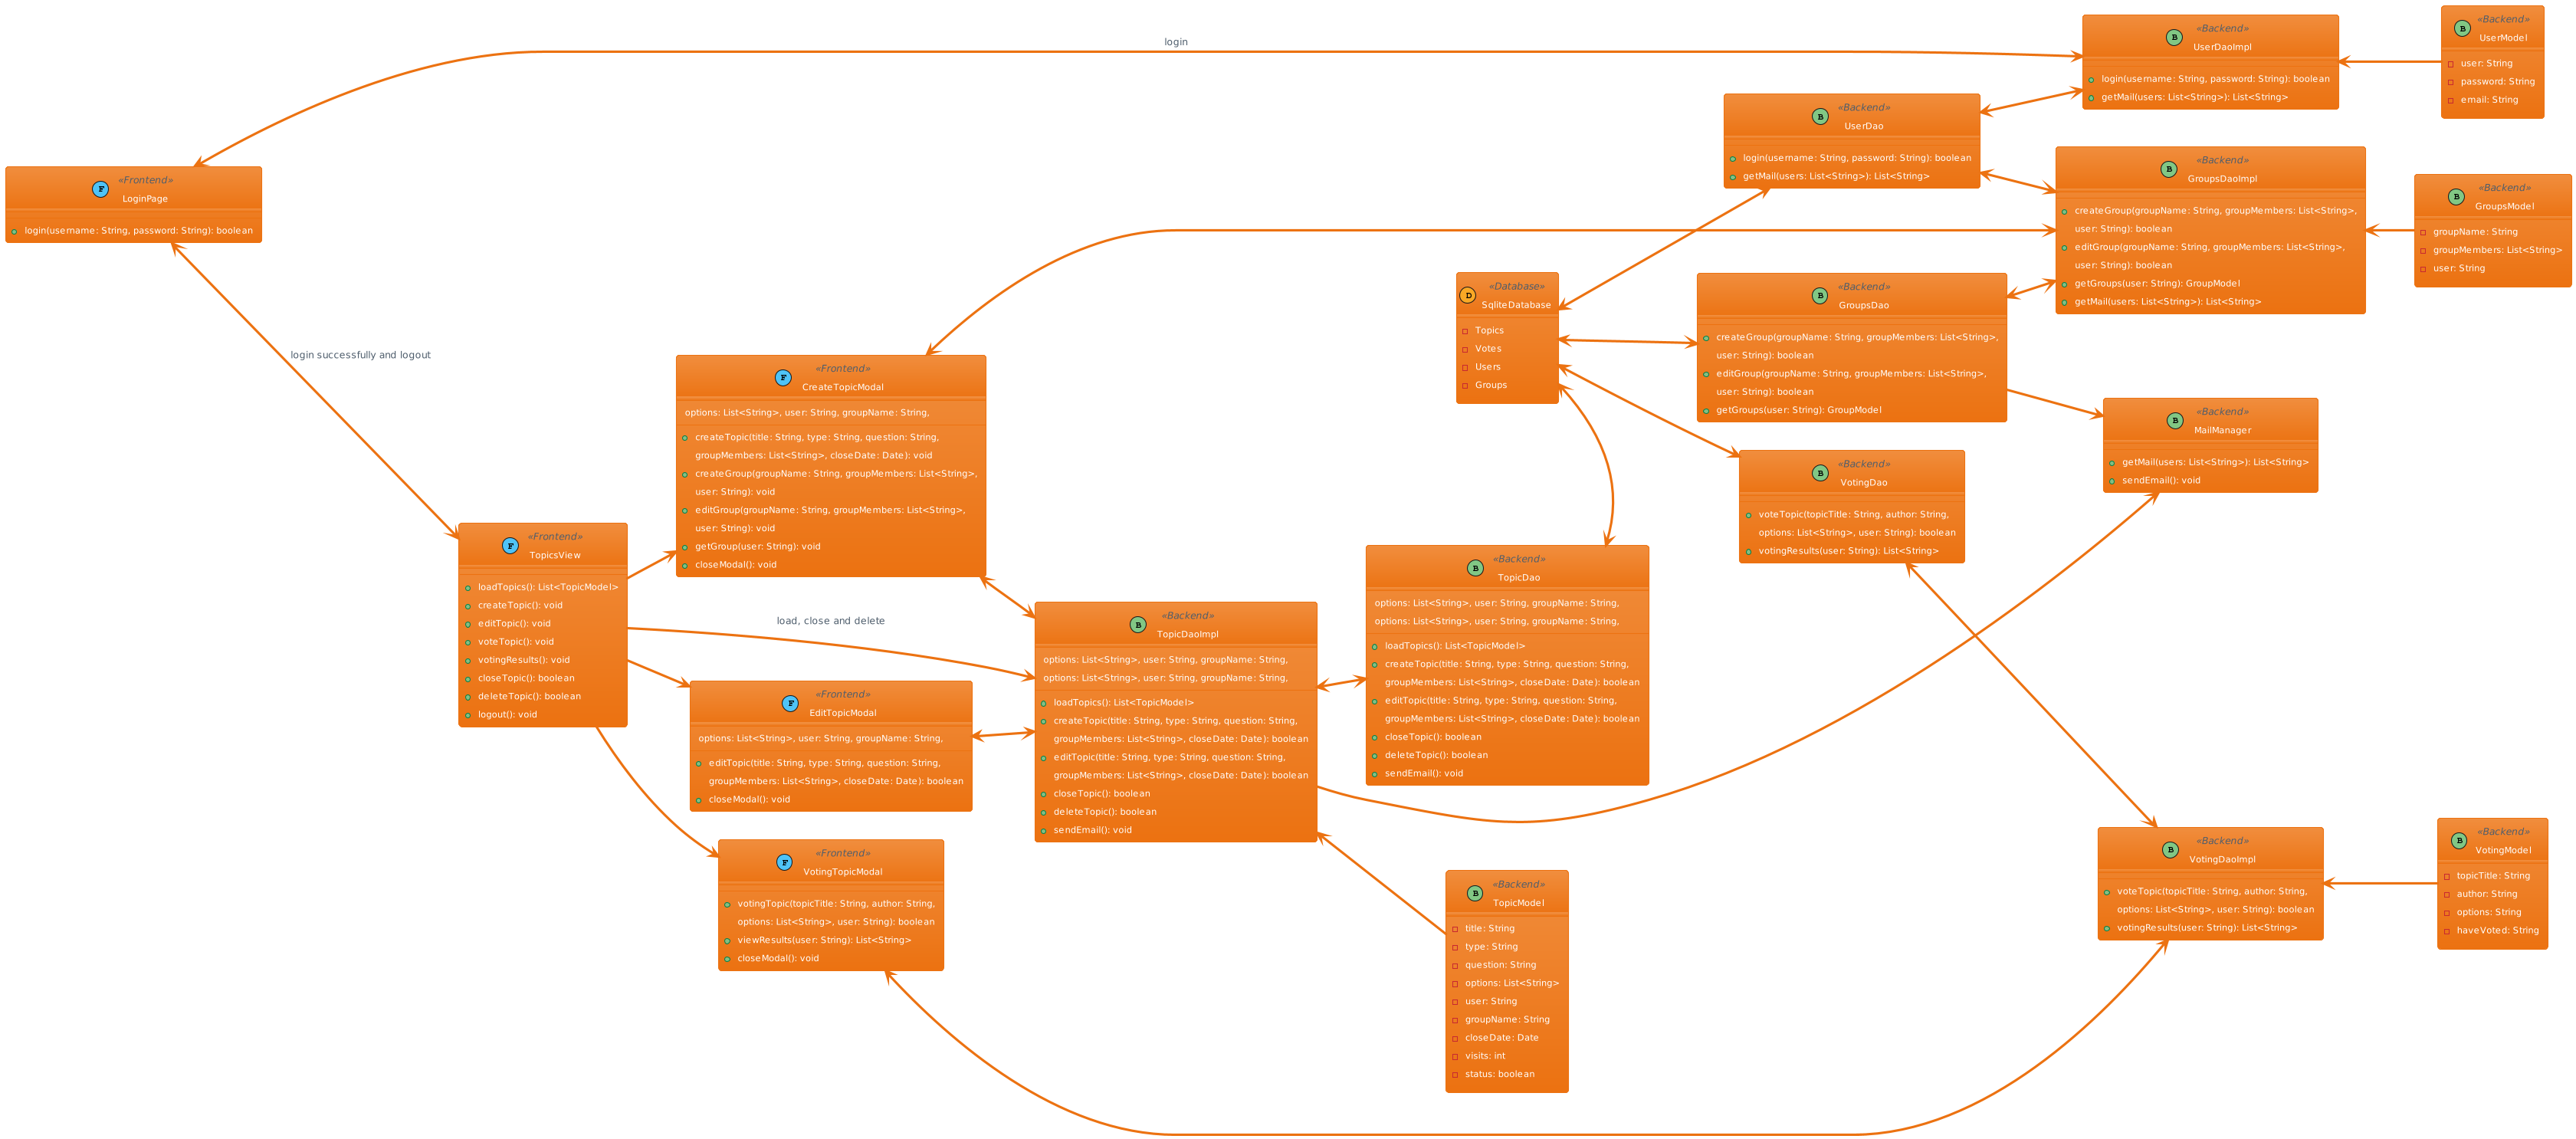 login
«Backend»
B
UserModel
user: String
password: String
email: String
«Backend»
B
UserDaoImpl
login(username: String, password: String): boolean
getMail(users: List<String>): List<String>
«Backend»
B
UserDao
login(username: String, password: String): boolean
getMail(users: List<String>): List<String>
«Frontend»
F
LoginPage
login(username: String, password: String): boolean
«Backend»
B
GroupsDaoImpl
createGroup(groupName: String, groupMembers: List<String>,
user: String): boolean
editGroup(groupName: String, groupMembers: List<String>,
user: String): boolean
getGroups(user: String): GroupModel
getMail(users: List<String>): List<String>
«Backend»
B
GroupsModel
groupName: String
groupMembers: List<String>
user: String
«Database»
D
SqliteDatabase
Topics
Votes
Users
Groups
«Backend»
B
GroupsDao
createGroup(groupName: String, groupMembers: List<String>,
user: String): boolean
editGroup(groupName: String, groupMembers: List<String>,
user: String): boolean
getGroups(user: String): GroupModel
login successfully and logout
«Frontend»
F
CreateTopicModal
options: List<String>, user: String, groupName: String,
createTopic(title: String, type: String, question: String,
groupMembers: List<String>, closeDate: Date): void
createGroup(groupName: String, groupMembers: List<String>,
user: String): void
editGroup(groupName: String, groupMembers: List<String>,
user: String): void
getGroup(user: String): void
closeModal(): void
«Backend»
B
MailManager
getMail(users: List<String>): List<String>
sendEmail(): void
«Backend»
B
VotingDao
voteTopic(topicTitle: String, author: String,
options: List<String>, user: String): boolean
votingResults(user: String): List<String>
«Frontend»
F
TopicsView
loadTopics(): List<TopicModel>
createTopic(): void
editTopic(): void
voteTopic(): void
votingResults(): void
closeTopic(): boolean
deleteTopic(): boolean
logout(): void
load, close and delete
«Backend»
B
TopicDao
options: List<String>, user: String, groupName: String,
options: List<String>, user: String, groupName: String,
loadTopics(): List<TopicModel>
createTopic(title: String, type: String, question: String,
groupMembers: List<String>, closeDate: Date): boolean
editTopic(title: String, type: String, question: String,
groupMembers: List<String>, closeDate: Date): boolean
closeTopic(): boolean
deleteTopic(): boolean
sendEmail(): void
«Backend»
B
TopicDaoImpl
options: List<String>, user: String, groupName: String,
options: List<String>, user: String, groupName: String,
loadTopics(): List<TopicModel>
createTopic(title: String, type: String, question: String,
groupMembers: List<String>, closeDate: Date): boolean
editTopic(title: String, type: String, question: String,
groupMembers: List<String>, closeDate: Date): boolean
closeTopic(): boolean
deleteTopic(): boolean
sendEmail(): void
«Frontend»
F
EditTopicModal
options: List<String>, user: String, groupName: String,
editTopic(title: String, type: String, question: String,
groupMembers: List<String>, closeDate: Date): boolean
closeModal(): void
«Frontend»
F
VotingTopicModal
votingTopic(topicTitle: String, author: String,
options: List<String>, user: String): boolean
viewResults(user: String): List<String>
closeModal(): void
«Backend»
B
TopicModel
title: String
type: String
question: String
options: List<String>
user: String
groupName: String
closeDate: Date
visits: int
status: boolean
«Backend»
B
VotingDaoImpl
voteTopic(topicTitle: String, author: String,
options: List<String>, user: String): boolean
votingResults(user: String): List<String>
«Backend»
B
VotingModel
topicTitle: String
author: String
options: String
haveVoted: String